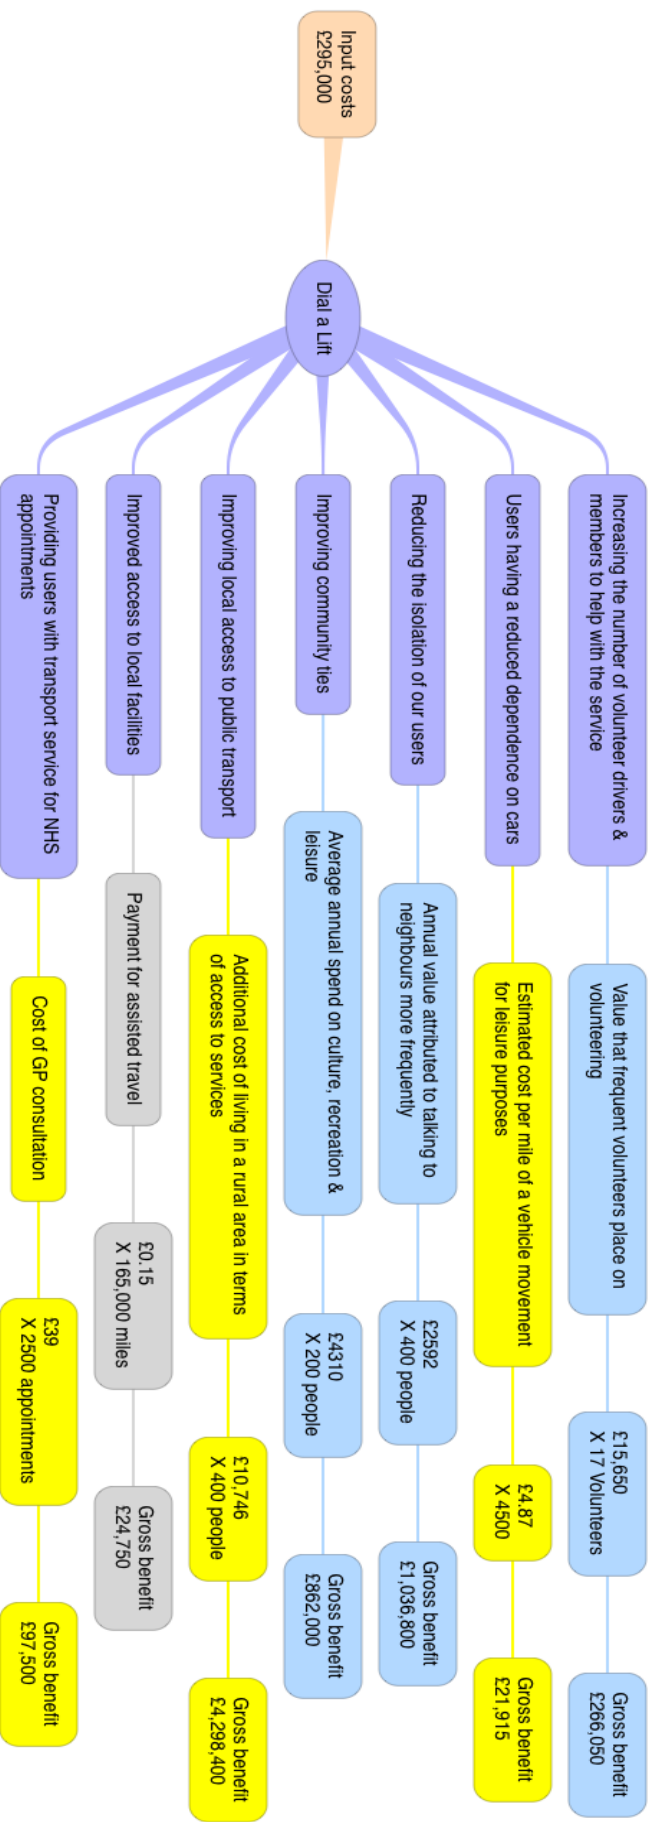 Input costs
£295,000
Dial a Lift
Increasing the number of volunteer drivers &
members to help with the service
Value that frequent volunteers place on
volunteering
£15,650
X 17 Volunteers
Gross benefit
£266,050
Users having a reduced dependence on cars
Estimated cost per mile of a vehicle movement
for leisure purposes
£4.87
X 4500
Gross benefit
£21,915
Reducing the isolation of our users
Annual value attributed to talking to
neighbours more frequently
£2592
X 400 people
Gross benefit
£1,036,800
Improving community ties
Average annual spend on culture, recreation &
leisure
£4310
X 200 people
Gross benefit
£862,000
Improving local access to public transport
Additional cost of living in a rural area in terms
of access to services
£10,746
X 400 people
Gross benefit
£4,298,400
Improved access to local facilities
Payment for assisted travel
£0.15
X 165,000 miles
Gross benefit
£24,750
Providing users with transport service for NHS
appointments
Cost of GP consultation
£39
X 2500 appointments
Gross benefit
£97,500